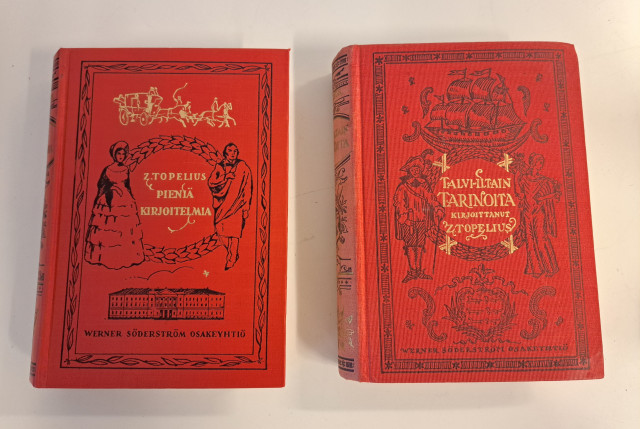 Z. TOPELIUS
PIENIÄ
KIRJOITELMIA
WERNER SÖDERSTRÖM OSAKEYHTIÖ
TALVI-ILTAIN
TARINOITA
KIRJOITTANUT
Z. TOPELIUS
WERNER SÖDERSTRÖM OSAKEYHTIÖ